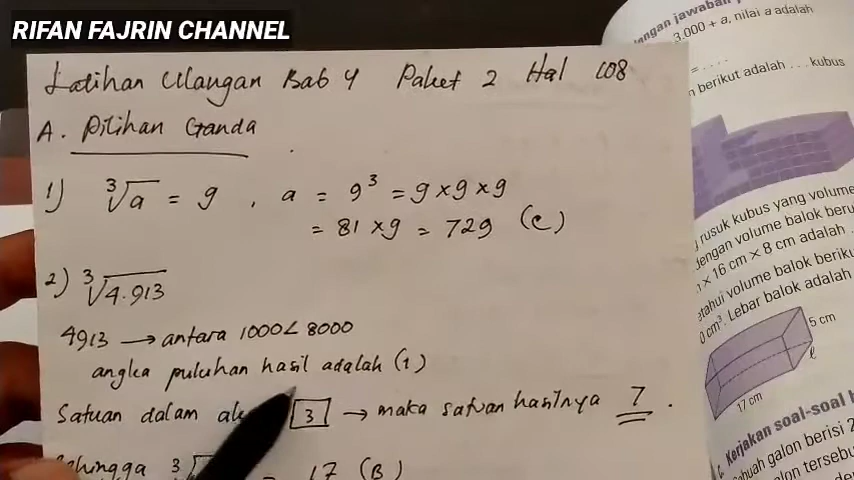 RIFAN FAJRIN CHANNEL
Latihan Ulangan Bab 4 Paket 2 Hal 108
A. Pilihan Ganda
1) ∛a = 9 , a = 9³ = 9 x 9 x 9
= 81 x 9 = 729 (C)
2) ∛4.913
4913 → antara 1000 < 8000
angka puluhan hasil adalah (1)
Satuan dalam 3 → maka satuan hasilnya 7.
Sehingga ∛ = 17 (B)
jawaban
3.000 + a, nilai a adalah
= ....
berikut adalah ... kubus
rusuk kubus yang volume
dengan volume balok
× 16 cm × 8 cm adalah
volume balok
cm³. Lebar balok adalah
5 cm
ℓ
17 cm
Kerjakan soal-soal
galon berisi 2
galon